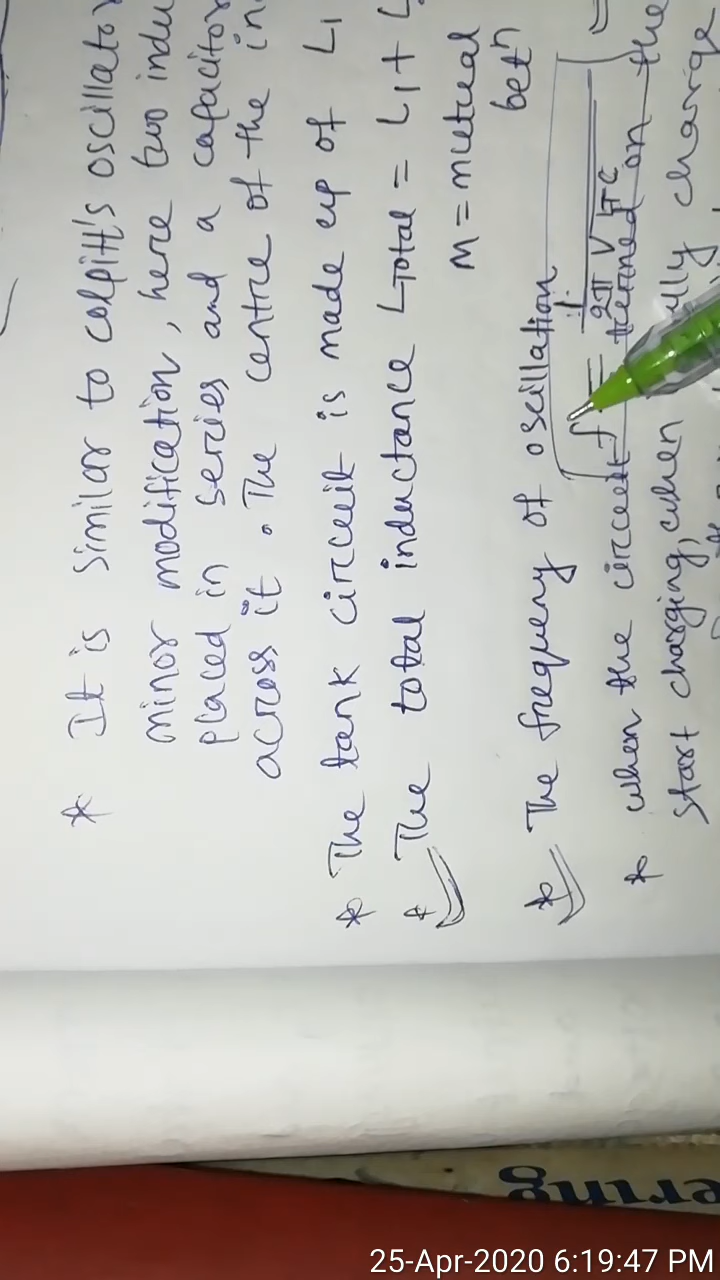 * It is similar to colpitt's oscillator
minor modification, here two indu
placed in series and a capacitor
across it. The centre of the in
* The tank circuit is made up of L1
* The total inductance LTotal = L1 + L
M = mutual
betn
* The frequency of oscillation
f = 1 / 2π √LTC
* when the circuit turned on the
start charging, when fully charge
ering
25-Apr-2020 6:19:47 PM